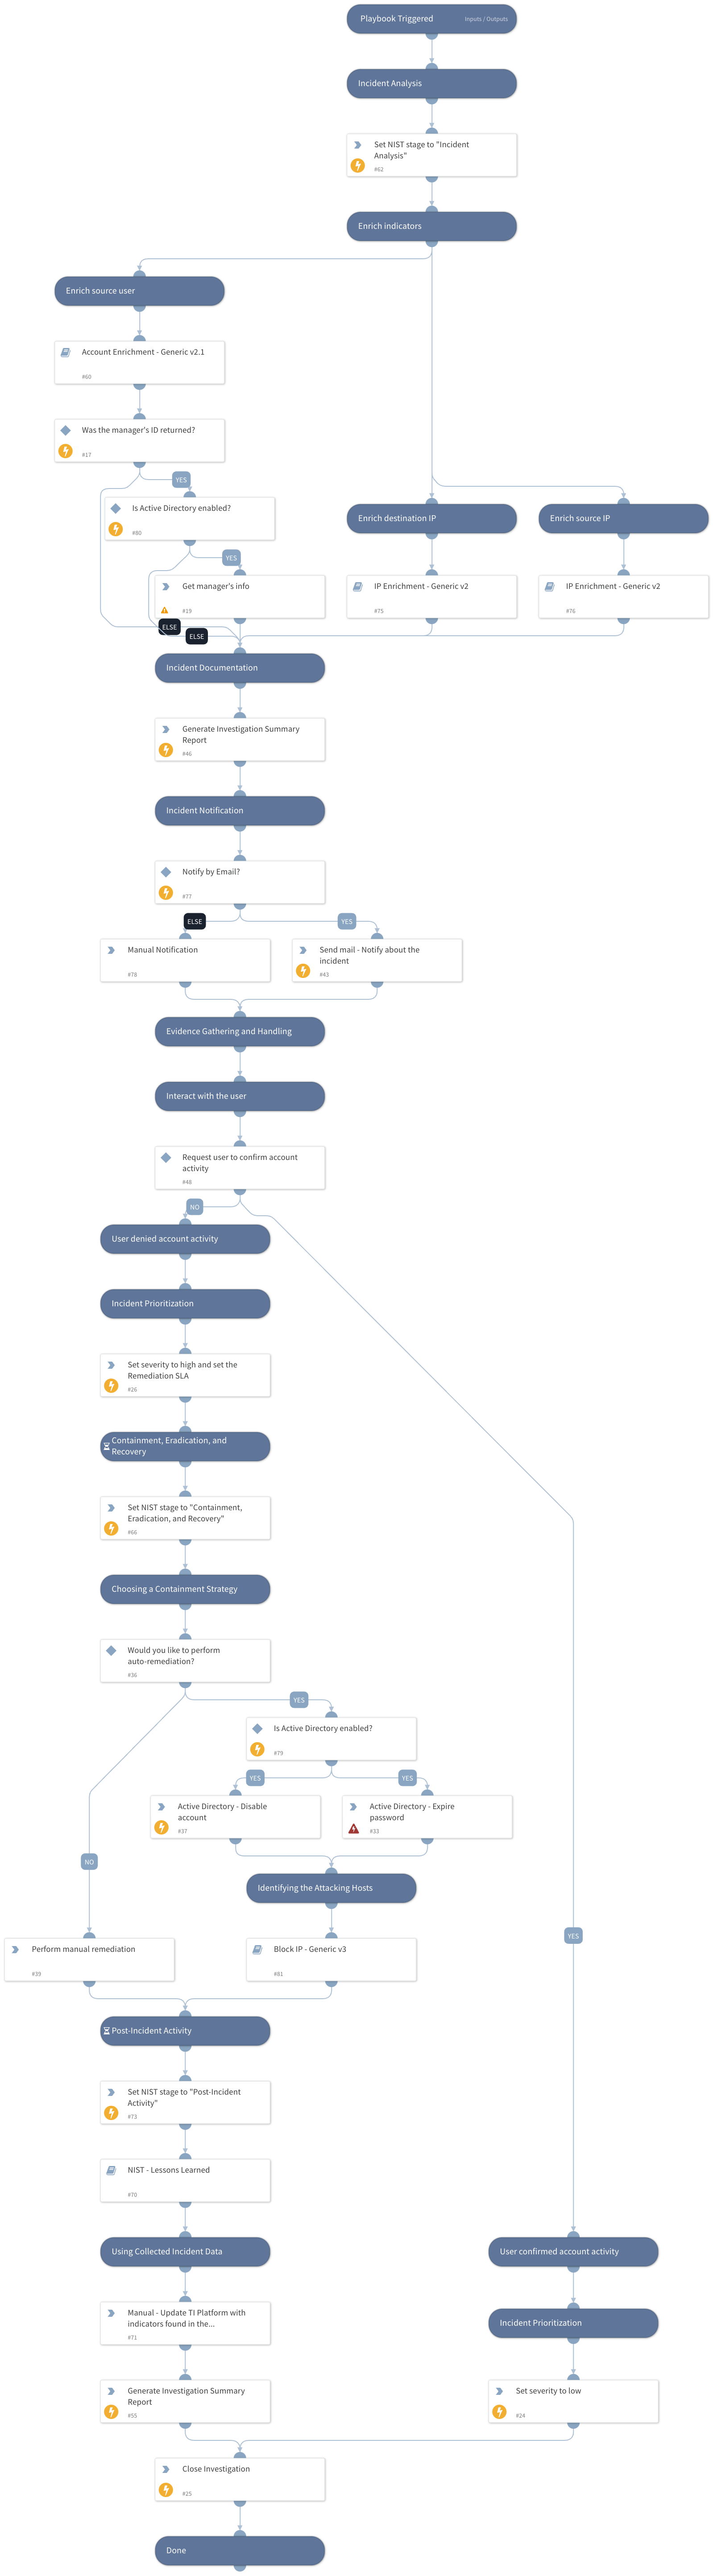 Playbook Triggered
Inputs / Outputs
Incident Analysis
Set NIST stage to "Incident
Analysis"
#62
Enrich indicators
Enrich source user
Account Enrichment - Generic v2.1
#60
Was the manager's ID returned?
#17
YES
Is Active Directory enabled?
#80
Enrich destination IP
Enrich source IP
YES
Get manager's info
#19
IP Enrichment - Generic v2
#75
IP Enrichment - Generic v2
#76
ELSE
ELSE
Incident Documentation
Generate Investigation Summary
Report
#46
Incident Notification
Notify by Email?
#77
ELSE
YES
Manual Notification
#78
Send mail - Notify about the
incident
#43
Evidence Gathering and Handling
Interact with the user
Request user to confirm account
activity
#48
NO
User denied account activity
Incident Prioritization
Set severity to high and set the
Remediation SLA
#26
Containment, Eradication, and
Recovery
Set NIST stage to "Containment,
Eradication, and Recovery"
#66
Choosing a Containment Strategy
Would you like to perform
auto-remediation?
#36
YES
Is Active Directory enabled?
#79
YES
YES
Active Directory - Disable
account
#37
Active Directory - Expire
password
#33
NO
Identifying the Attacking Hosts
YES
Perform manual remediation
#39
Block IP - Generic v3
#81
Post-Incident Activity
Set NIST stage to "Post-Incident
Activity"
#73
NIST - Lessons Learned
#70
Using Collected Incident Data
User confirmed account activity
Manual - Update TI Platform with
indicators found in the...
#71
Incident Prioritization
Generate Investigation Summary
Report
#55
Set severity to low
#24
Close Investigation
#25
Done